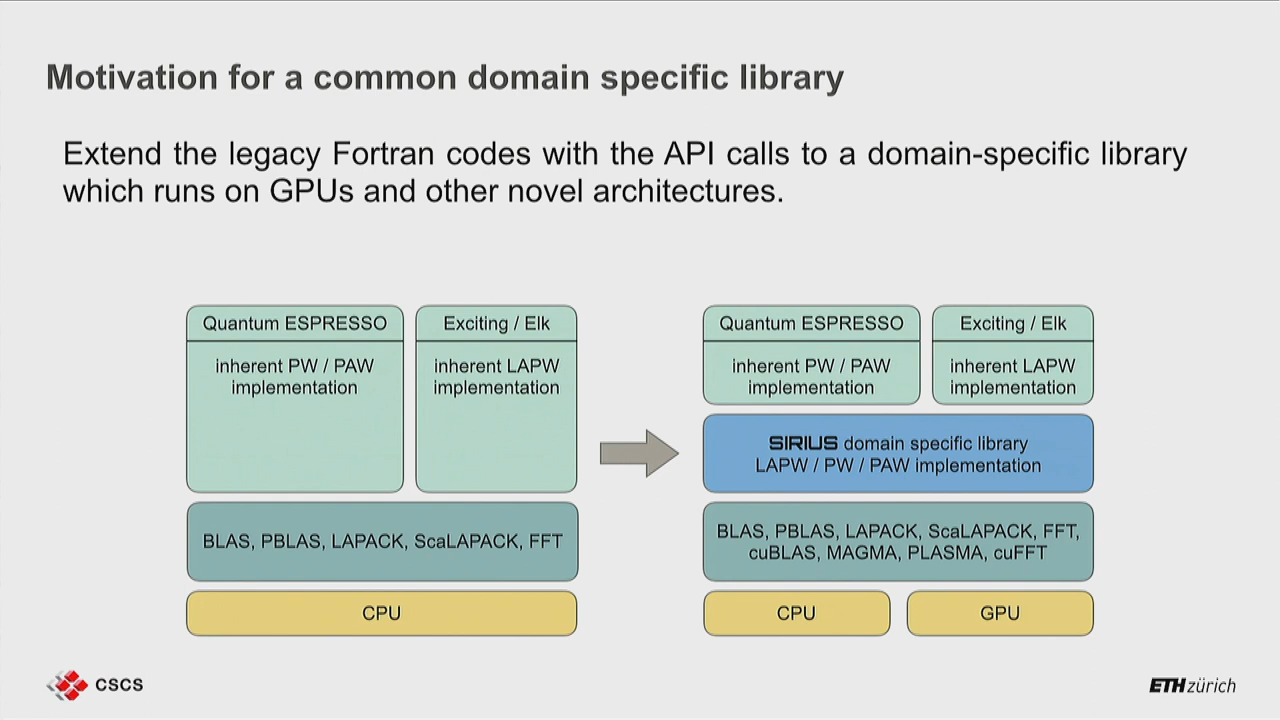 Motivation for a common domain specific library
Extend the legacy Fortran codes with the API calls to a domain-specific library
which runs on GPUs and other novel architectures.
Quantum ESPRESSO
inherent PW / PAW
implementation
Exciting / Elk
inherent LAPW
implementation
BLAS, PBLAS, LAPACK, ScaLAPACK, FFT
CPU
Quantum ESPRESSO
inherent PW / PAW
implementation
Exciting / Elk
inherent LAPW
implementation
SIRIUS domain specific library
LAPW / PW / PAW implementation
BLAS, PBLAS, LAPACK, ScaLAPACK, FFT,
cuBLAS, MAGMA, PLASMA, cuFFT
CPU
GPU
CSCS
ETH zürich